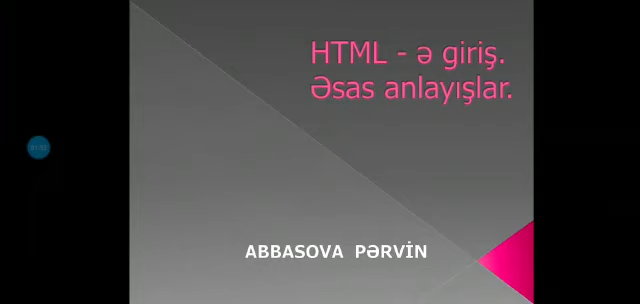 HTML - ə giriş.
Əsas anlayışlar.
ABBASOVA PƏRVİN